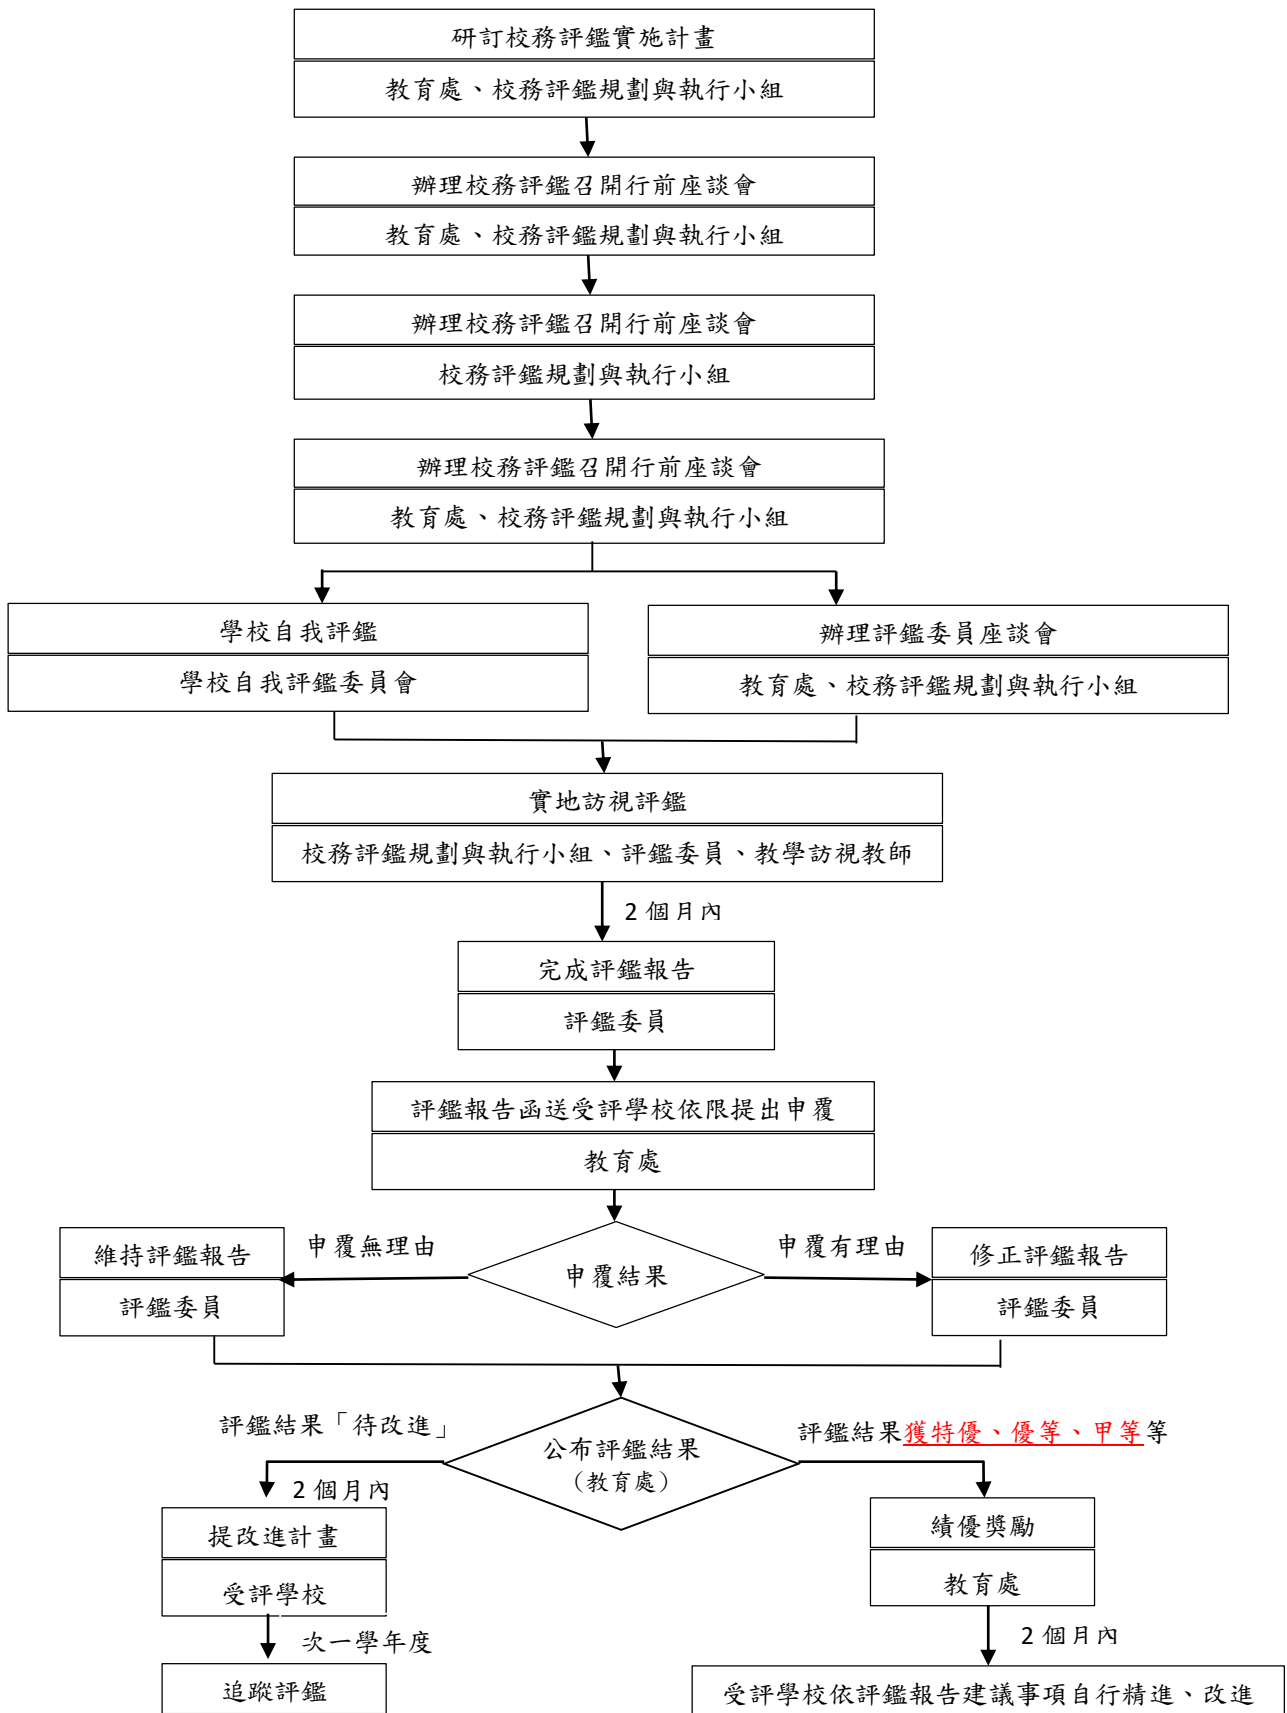 研訂校務評鑑實施計畫
教育處、校務評鑑規劃與執行小組
辦理校務評鑑召開行前座談會
教育處、校務評鑑規劃與執行小組
辦理校務評鑑召開行前座談會
校務評鑑規劃與執行小組
辦理校務評鑑召開行前座談會
教育處、校務評鑑規劃與執行小組
學校自我評鑑
學校自我評鑑委員會
辦理評鑑委員座談會
教育處、校務評鑑規劃與執行小組
實地訪視評鑑
校務評鑑規劃與執行小組、評鑑委員、教學訪視教師
2 個月內
完成評鑑報告
評鑑委員
評鑑報告函送受評學校依限提出申覆
教育處
申覆結果
申覆無理由
維持評鑑報告
評鑑委員
申覆有理由
修正評鑑報告
評鑑委員
公布評鑑結果
（教育處）
評鑑結果「待改進」
2 個月內
提改進計畫
受評學校
次一學年度
追蹤評鑑
評鑑結果獲特優、優等、甲等等
績優獎勵
教育處
2 個月內
受評學校依評鑑報告建議事項自行精進、改進